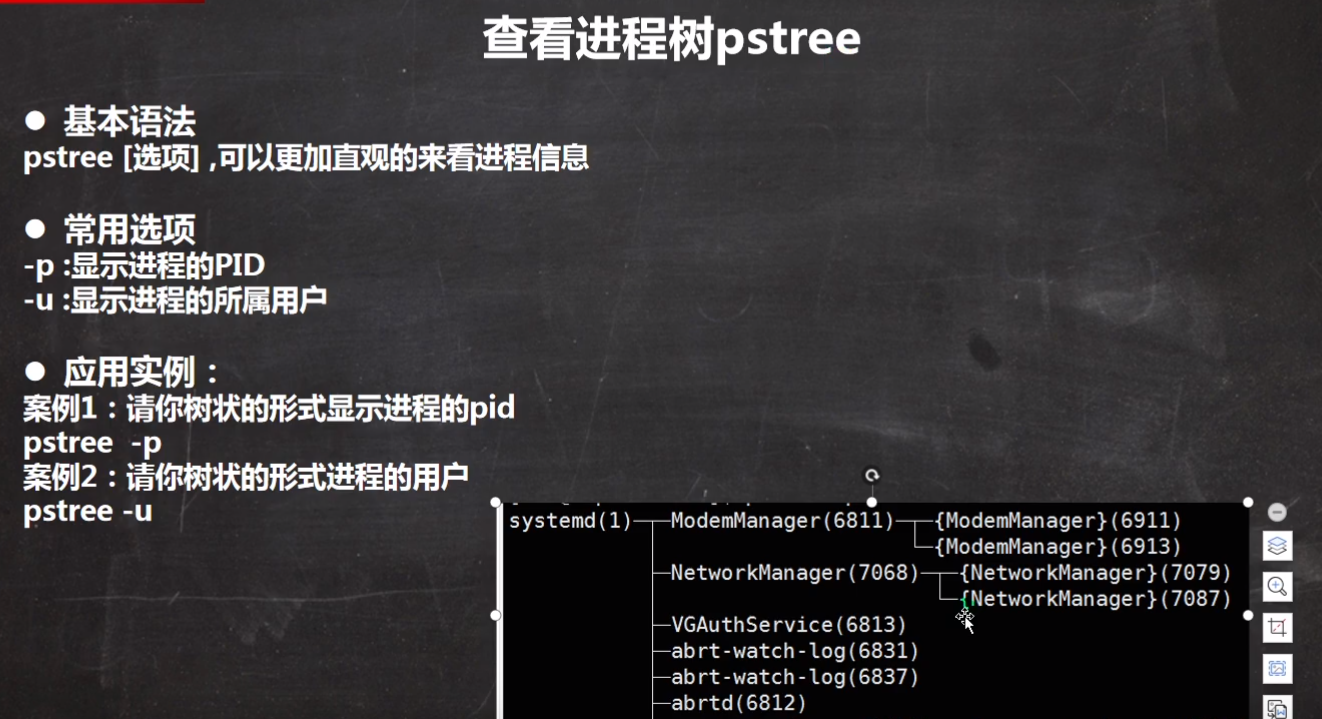 查看进程树pstree
● 基本语法
pstree [选项] ,可以更加直观的来看进程信息
● 常用选项
-p :显示进程的PID
-u :显示进程的所属用户
● 应用实例：
案例1：请你树状的形式显示进程的pid
pstree  -p
案例2：请你树状的形式进程的用户
pstree -u
systemd(1)─┬─ModemManager(6811)─┬─{ModemManager}(6911)
└─{ModemManager}(6913)
├─NetworkManager(7068)─┬─{NetworkManager}(7079)
└─{NetworkManager}(7087)
├─VGAuthService(6813)
├─abrt-watch-log(6831)
├─abrt-watch-log(6837)
├─abrtd(6812)